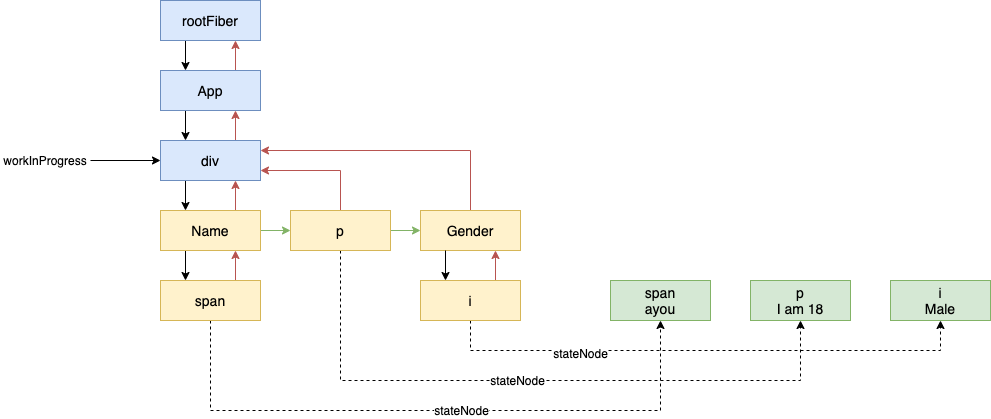 rootFiber
App
workInProgress
div
Name
p
Gender
span
i
span
ayou
p
I am 18
i
Male
stateNode
stateNode
stateNode